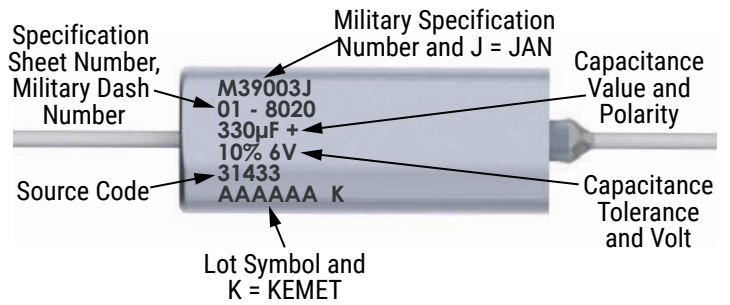 Military Specification
Number and J = JAN
Specification
Sheet Number,
Military Dash
Number
Capacitance
Value and
Polarity
M39003J
01 - 8020
330µF +
10% 6V
31433
AAAAAA K
Source Code
Capacitance
Tolerance
and Volt
Lot Symbol and
K = KEMET